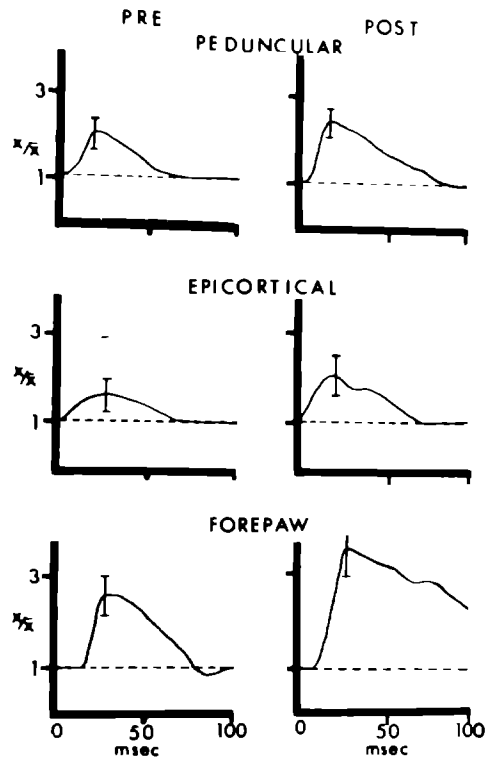 PRE
POST
PEDUNCULAR
3
x/x̄
1
EPICORTICAL
3
x/x̄
1
FOREPAW
3
x/x̄
1
0 50 100 0 50 100
msec msec